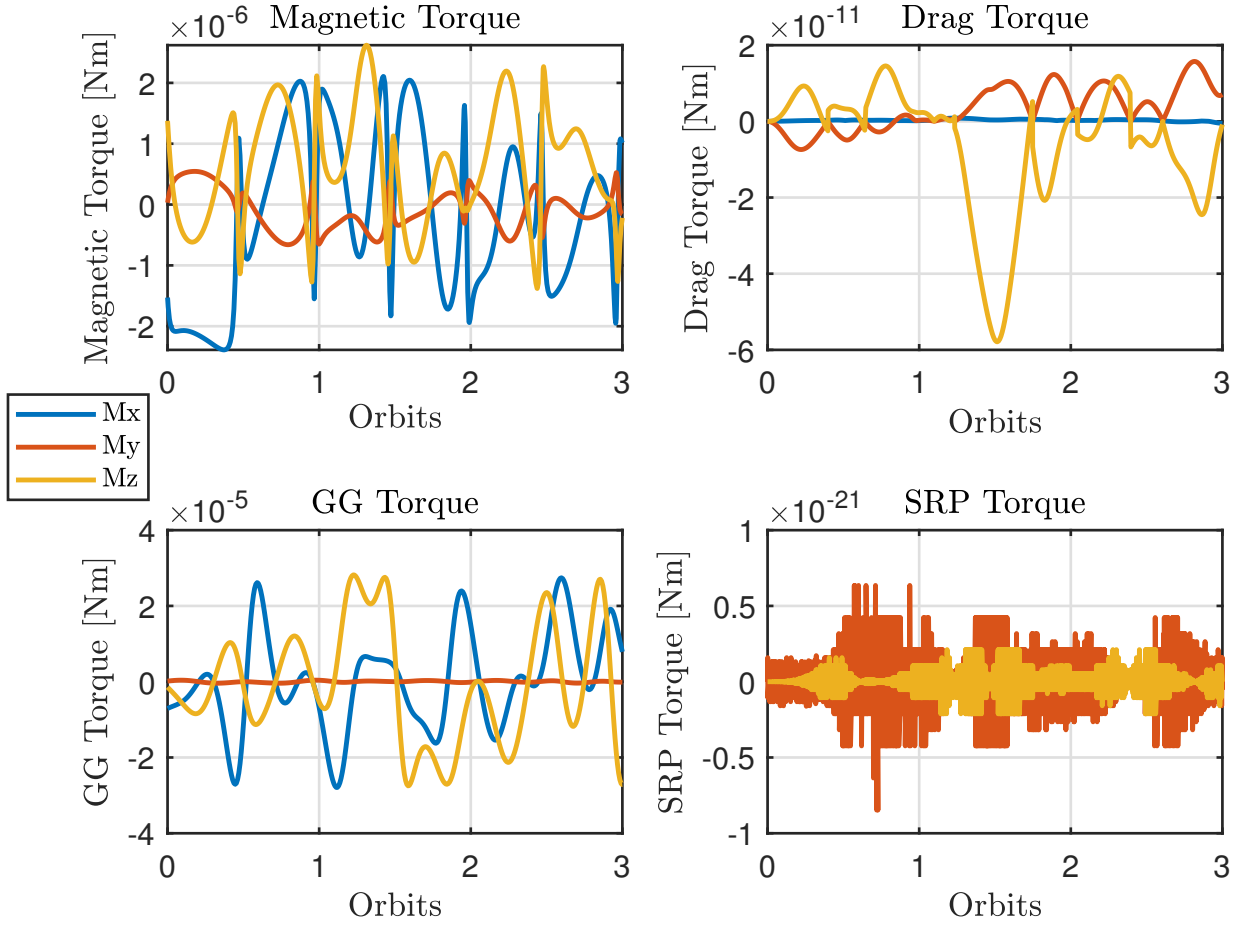 ×10-6 Magnetic Torque
Magnetic Torque [Nm]
2
1
0
-1
-2
0 1 2 3
Orbits
×10-11 Drag Torque
Drag Torque [Nm]
2
0
-2
-4
-6
0 1 2 3
Orbits
Mx
My
Mz
×10-5 GG Torque
GG Torque [Nm]
4
2
0
-2
-4
0 1 2 3
Orbits
×10-21 SRP Torque
SRP Torque [Nm]
1
0.5
0
-0.5
-1
0 1 2 3
Orbits